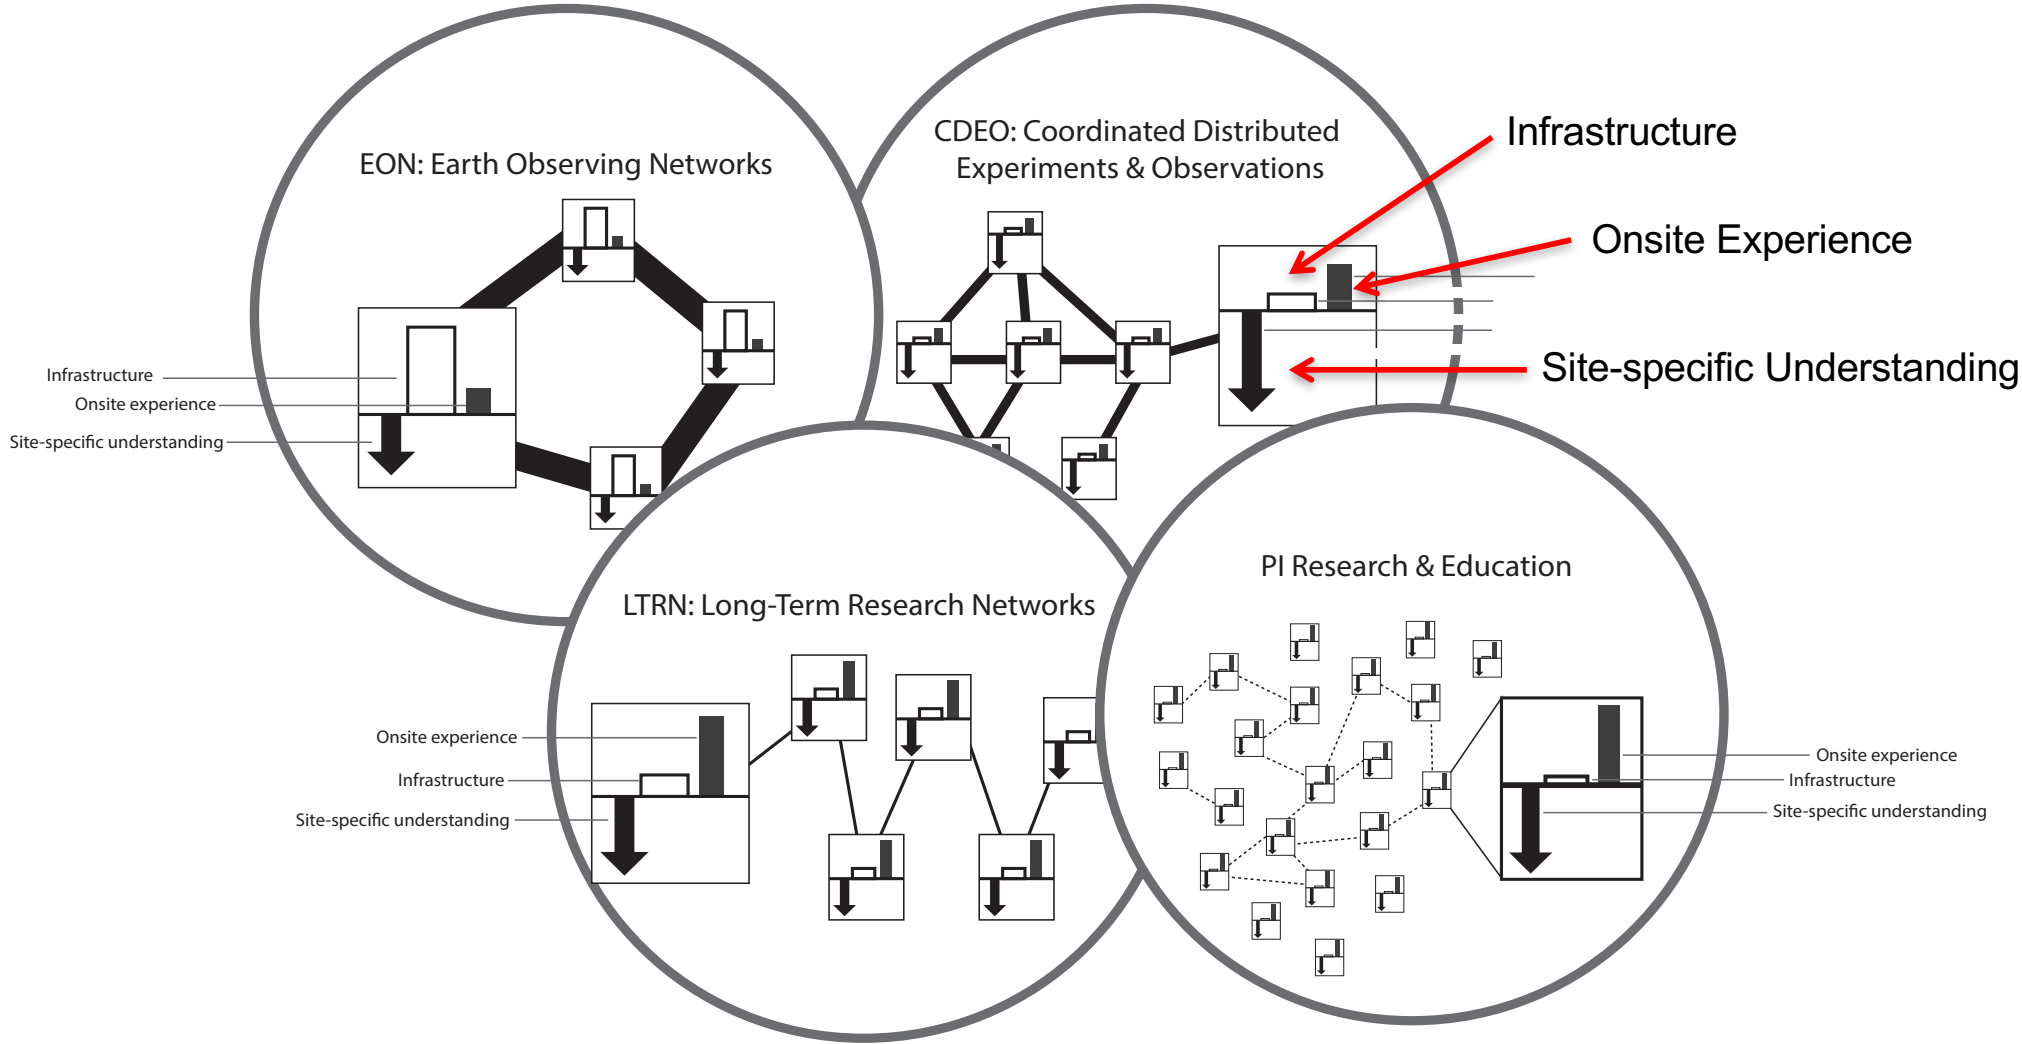 EON: Earth Observing Networks
Infrastructure
Onsite experience
Site-specific understanding
CDEO: Coordinated Distributed
Experiments & Observations
Infrastructure
Onsite Experience
Site-specific Understanding
LTRN: Long-Term Research Networks
Onsite experience
Infrastructure
Site-specific understanding
PI Research & Education
Onsite experience
Infrastructure
Site-specific understanding